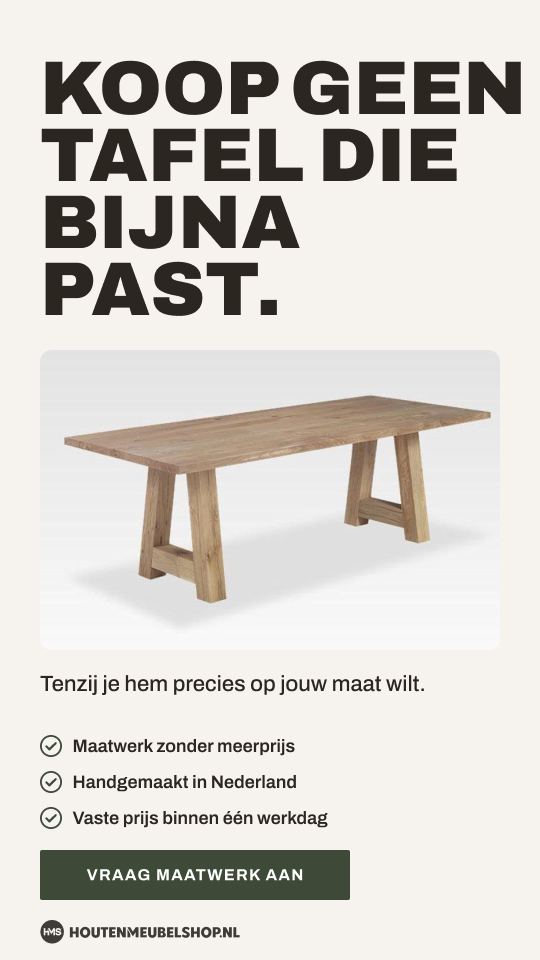 KOOP GEEN
TAFEL DIE
BIJNA
PAST.
Tenzij je hem precies op jouw maat wilt.
Maatwerk zonder meerprijs
Handgemaakt in Nederland
Vaste prijs binnen één werkdag
VRAAG MAATWERK AAN
HMS HOUTENMEUBELSHOP.NL